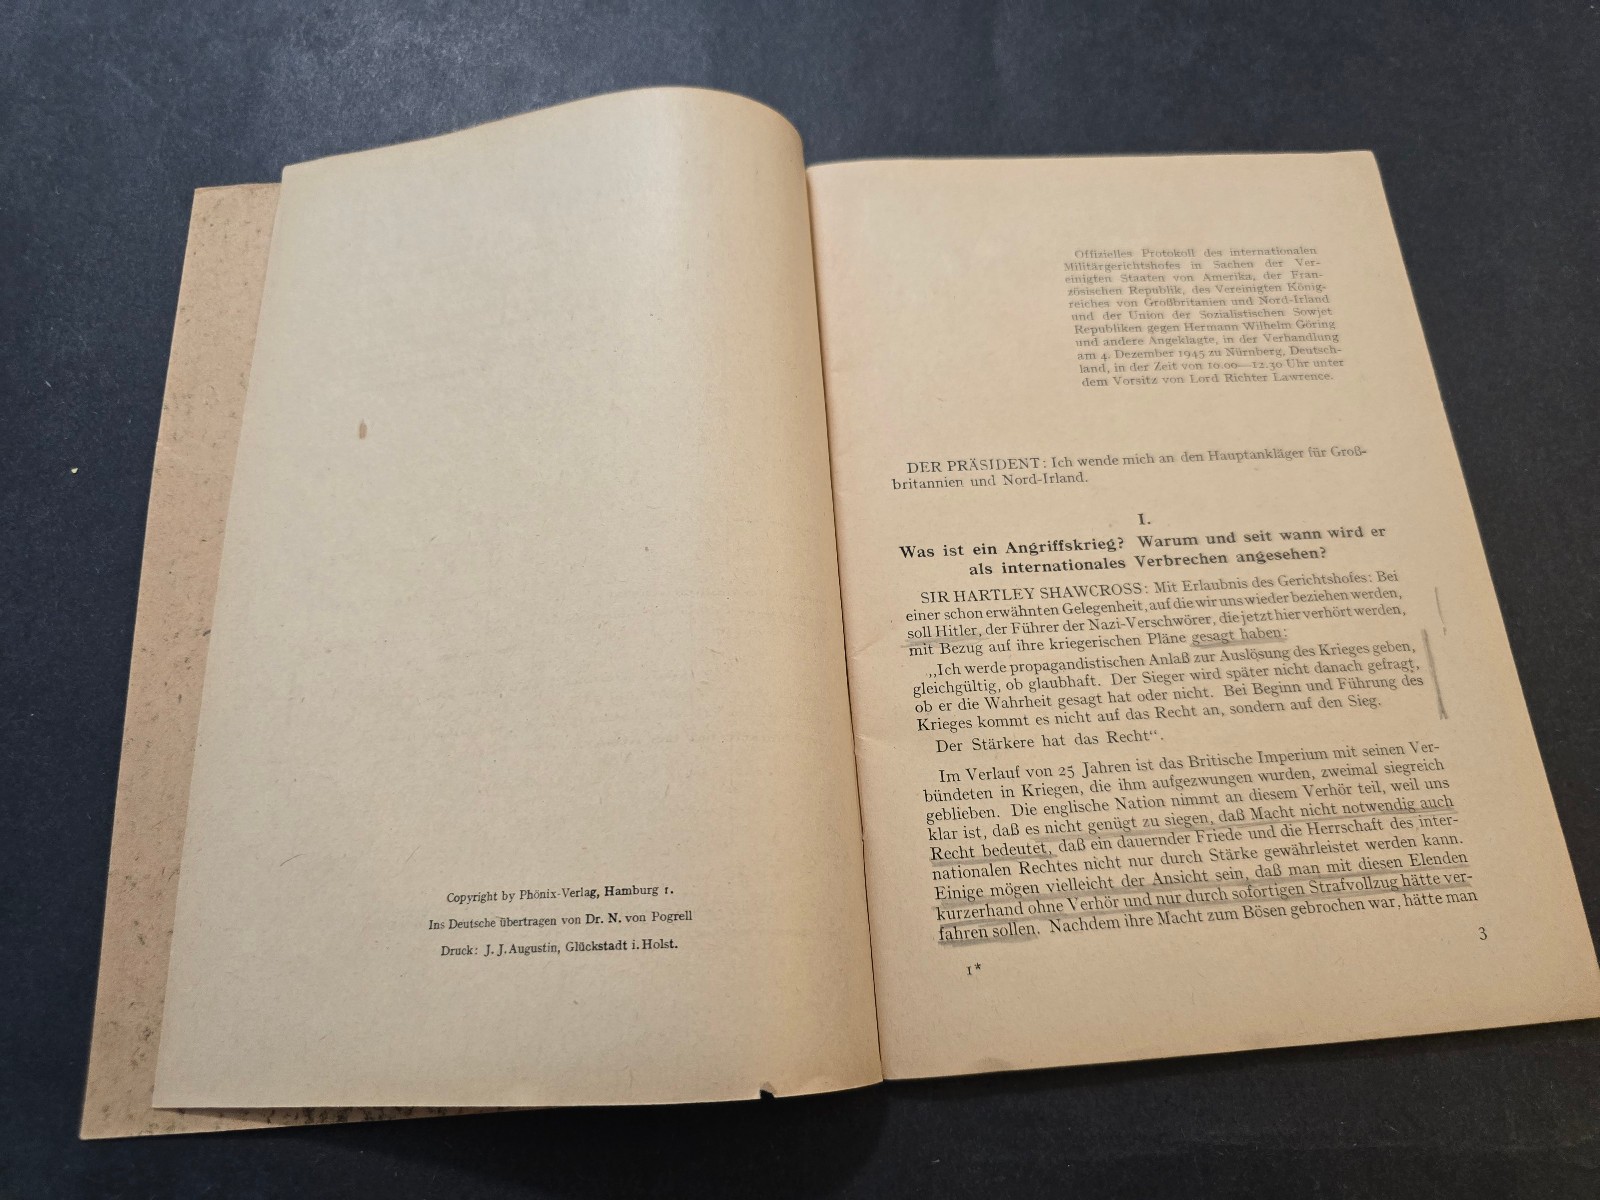 Copyright by Phönix-Verlag, Hamburg 1.
Ins Deutsche übertragen von Dr. N. von Pogrell
Druck: J. J. Augustin, Glückstadt i. Holst.
Offizielles Protokoll des internationalen
Militärgerichtshofes in Sachen der Ver-
einigten Staaten von Amerika, der Fran-
zösischen Republik, des Vereinigten König-
reiches von Großbritanien und Nord-Irland
und der Union der Sozialistischen Sowjet
Republiken gegen Hermann Wilhelm Göring
und andere Angeklagte, in der Verhandlung
am 4. Dezember 1945 zu Nürnberg, Deutsch-
land, in der Zeit von 10.00—12.30 Uhr unter
dem Vorsitz von Lord Richter Lawrence.
DER PRÄSIDENT: Ich wende mich an den Hauptankläger für Groß-
britannien und Nord-Irland.
I.
Was ist ein Angriffskrieg? Warum und seit wann wird er
als internationales Verbrechen angesehen?
SIR HARTLEY SHAWCROSS: Mit Erlaubnis des Gerichtshofes: Bei
einer schon erwähnten Gelegenheit, auf die wir uns wieder beziehen werden,
soll Hitler, der Führer der Nazi-Verschwörer, die jetzt hier verhört werden,
mit Bezug auf ihre kriegerischen Pläne gesagt haben:
„Ich werde propagandistischen Anlaß zur Auslösung des Krieges geben,
gleichgültig, ob glaubhaft. Der Sieger wird später nicht danach gefragt,
ob er die Wahrheit gesagt hat oder nicht. Bei Beginn und Führung des
Krieges kommt es nicht auf das Recht an, sondern auf den Sieg.
Der Stärkere hat das Recht“.
Im Verlauf von 25 Jahren ist das Britische Imperium mit seinen Ver-
bündeten in Kriegen, die ihm aufgezwungen wurden, zweimal siegreich
geblieben. Die englische Nation nimmt an diesem Verhör teil, weil uns
klar ist, daß es nicht genügt zu siegen, daß Macht nicht notwendig auch
Recht bedeutet, daß ein dauernder Friede und die Herrschaft des inter-
nationalen Rechtes nicht nur durch Stärke gewährleistet werden kann.
Einige mögen vielleicht der Ansicht sein, daß man mit diesen Elenden
kurzerhand ohne Verhör und nur durch sofortigen Strafvollzug hätte ver-
fahren sollen. Nachdem ihre Macht zum Bösen gebrochen war, hätte man
3
1*